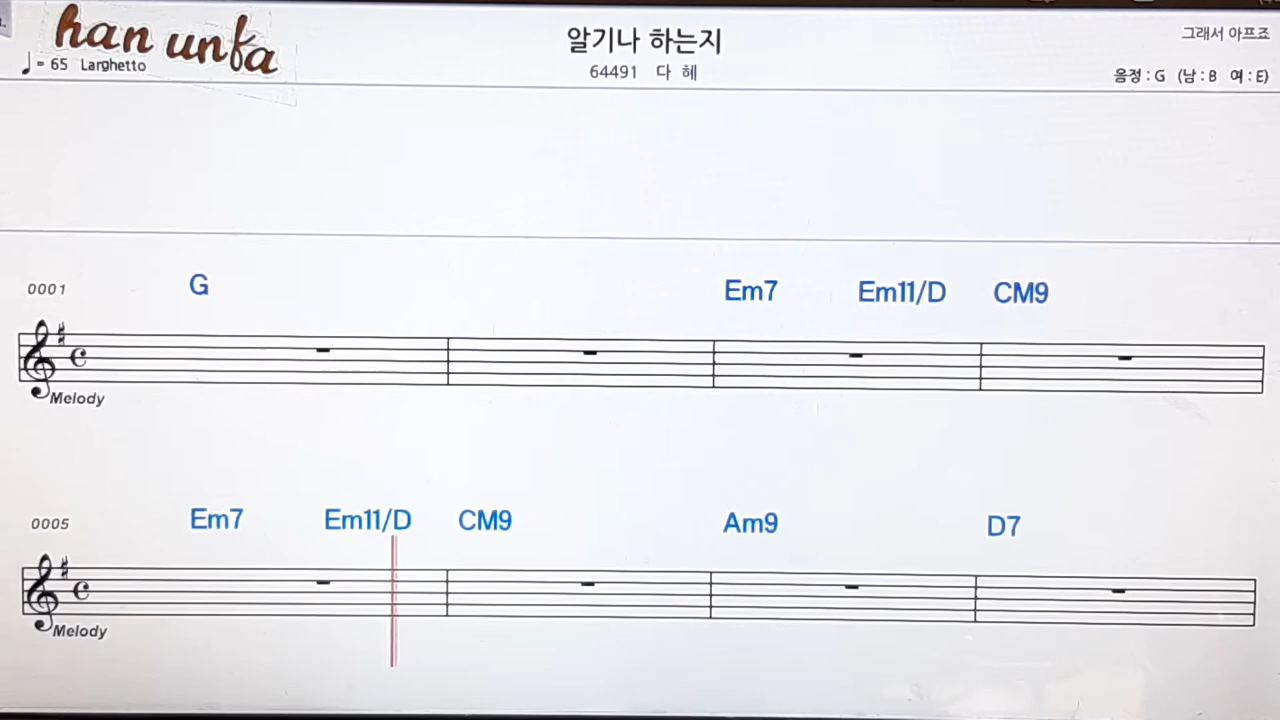 han unfa
알기나 하는지
그래서 아프죠
♩ = 65 Larghetto
64491 다 혜
음정 : G (남 : B 여 : E)
0001 G Em7 Em11/D CM9
Melody
0005 Em7 Em11/D CM9 Am9 D7
Melody